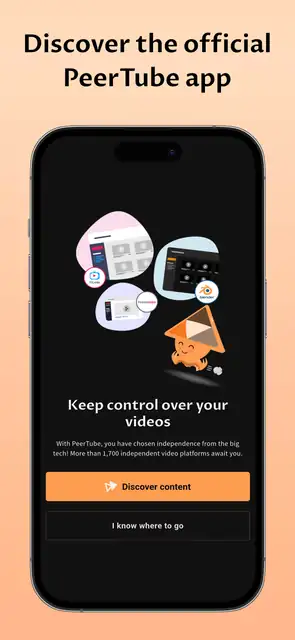 Discover the official
PeerTube app
blender
Keep control over your
videos
With PeerTube, you have chosen independence from the big
tech! More than 1,700 independent video platforms await you.
Discover content
I know where to go